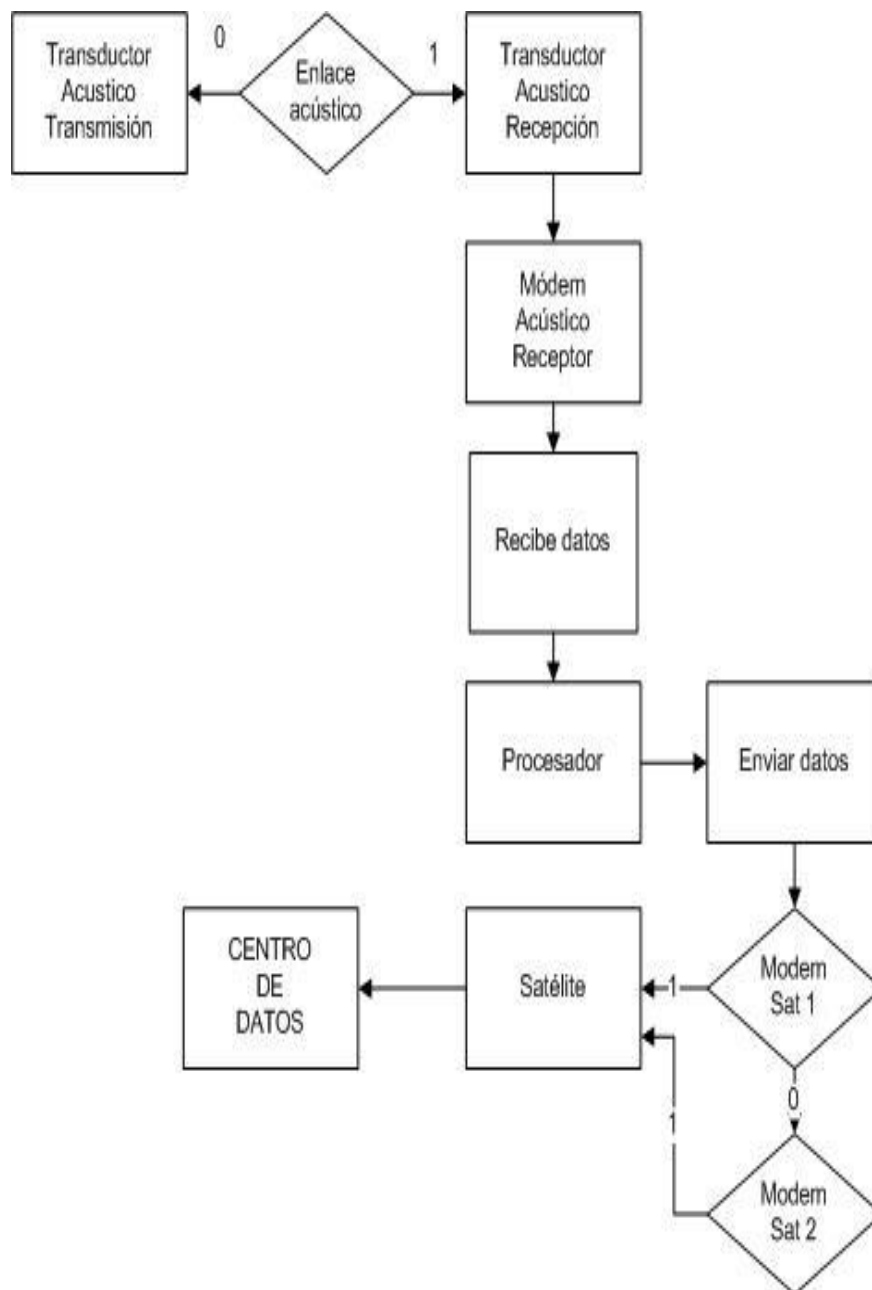 0
1
Transductor
Acustico
Transmisión
Enlace
acústico
Transductor
Acustico
Recepción
Módem
Acústico
Receptor
Recibe datos
Procesador
Enviar datos
CENTRO
DE
DATOS
Satélite
1
Modem
Sat 1
0
1
Modem
Sat 2